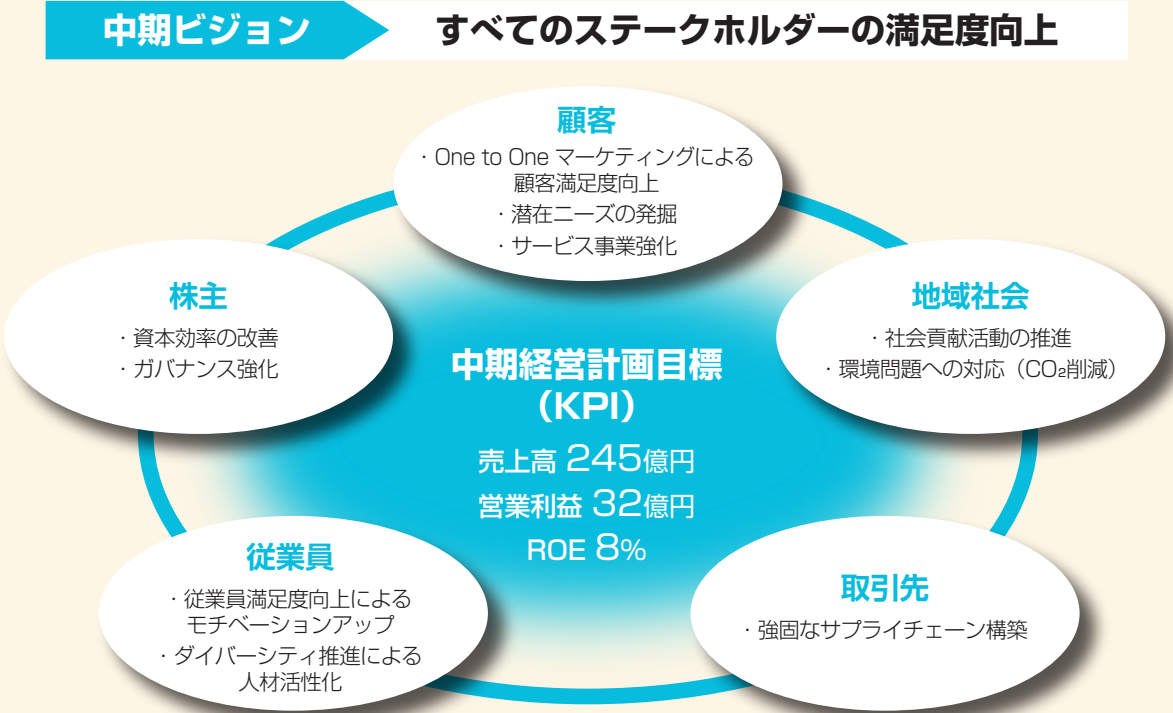 中期ビジョン
すべてのステークホルダーの満足度向上
顧客
・One to One マーケティングによる
顧客満足度向上
・潜在ニーズの発掘
・サービス事業強化
株主
・資本効率の改善
・ガバナンス強化
地域社会
・社会貢献活動の推進
・環境問題への対応（CO₂削減）
中期経営計画目標
（KPI）
売上高 245億円
営業利益 32億円
ROE 8%
従業員
・従業員満足度向上による
モチベーションアップ
・ダイバーシティ推進による
人材活性化
取引先
・強固なサプライチェーン構築